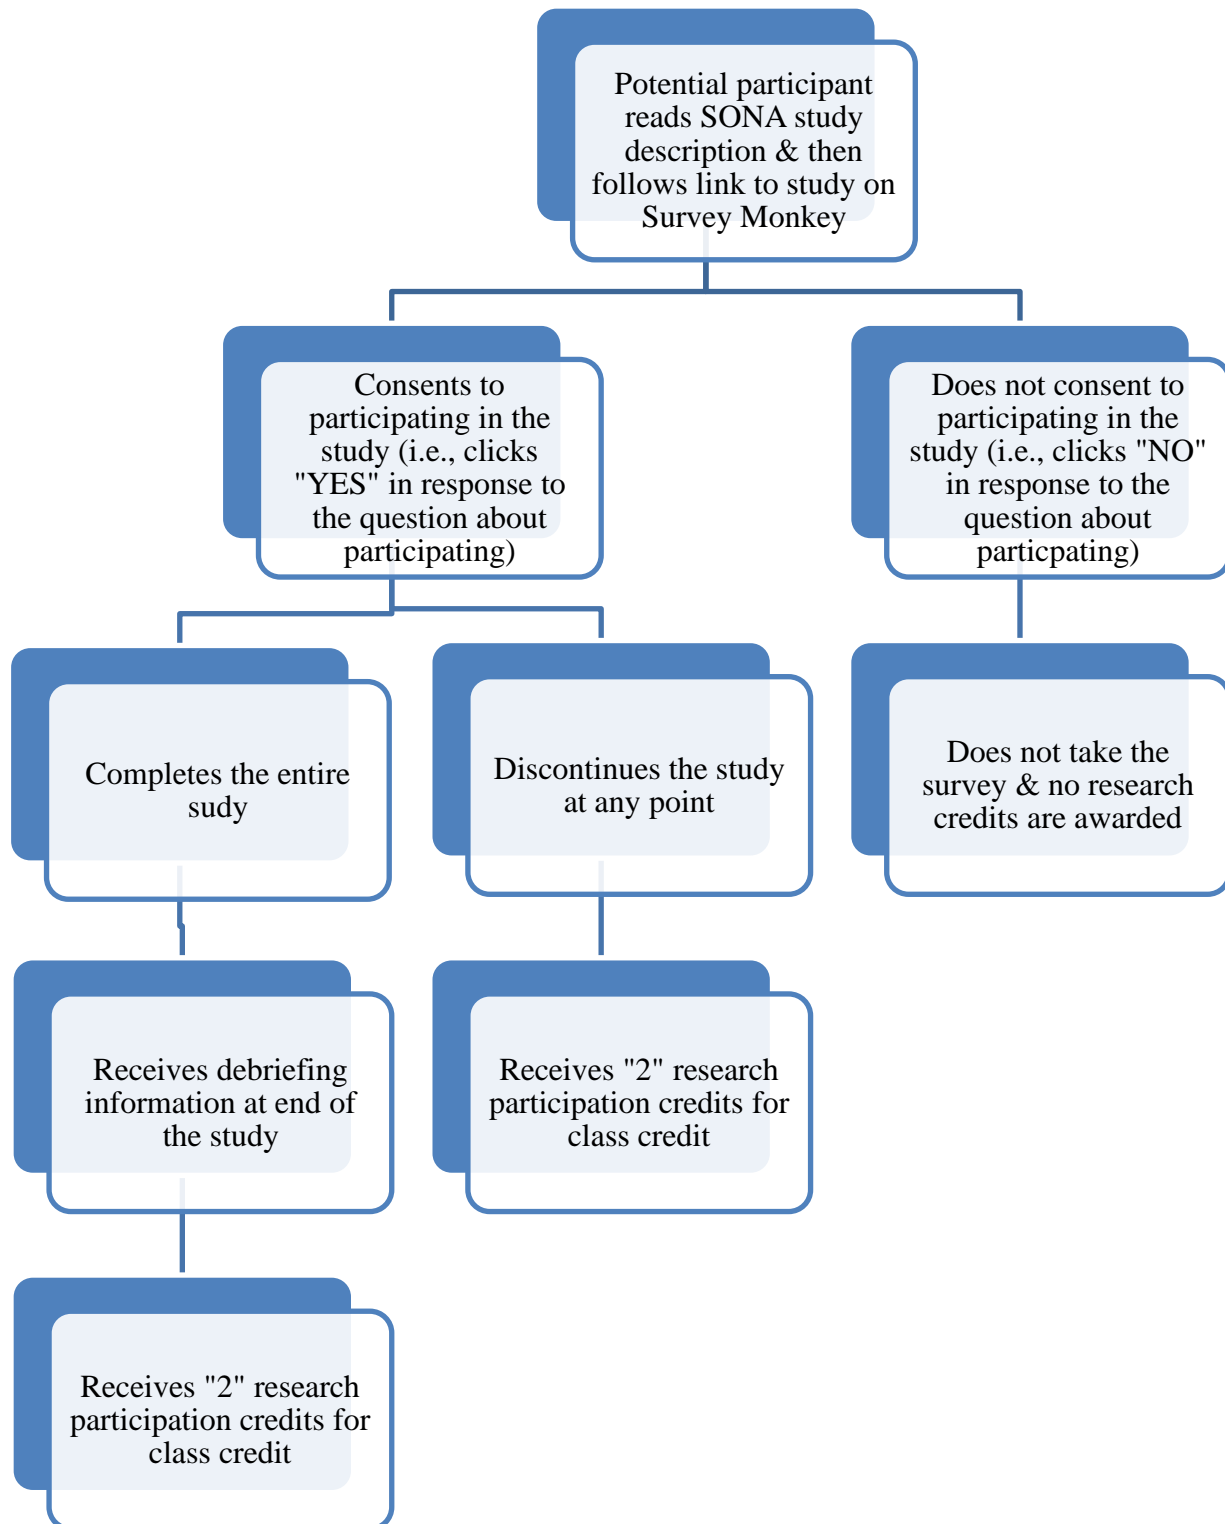 Potential participant
reads SONA study
description & then
follows link to study on
Survey Monkey
Consents to
participating in the
study (i.e., clicks
"YES" in response to
the question about
participating)
Does not consent to
participating in the
study (i.e., clicks "NO"
in response to the
question about
particpating)
Completes the entire
sudy
Discontinues the study
at any point
Does not take the
survey & no research
credits are awarded
Receives debriefing
information at end of
the study
Receives "2" research
participation credits for
class credit
Receives "2" research
participation credits for
class credit